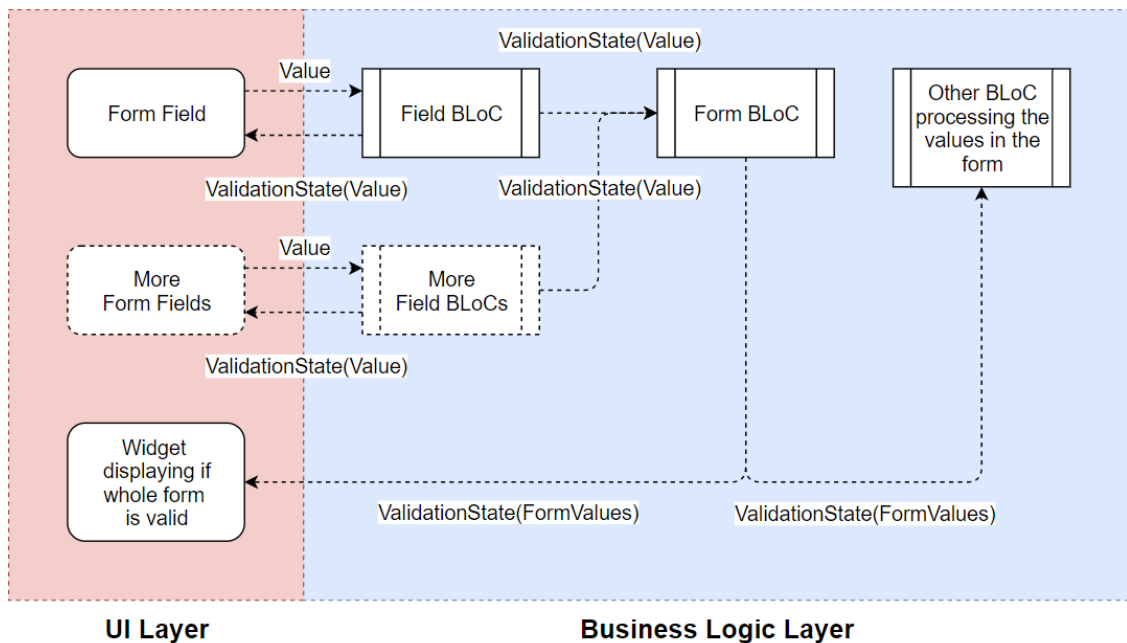 ValidationState(Value)
Value
Form Field
Field BLoC
Form BLoC
Other BLoC
processing the
values in the
form
ValidationState(Value)
ValidationState(Value)
Value
More
Form Fields
More
Field BLoCs
ValidationState(Value)
Widget
displaying if
whole form
is valid
ValidationState(FormValues)
ValidationState(FormValues)
UI Layer
Business Logic Layer